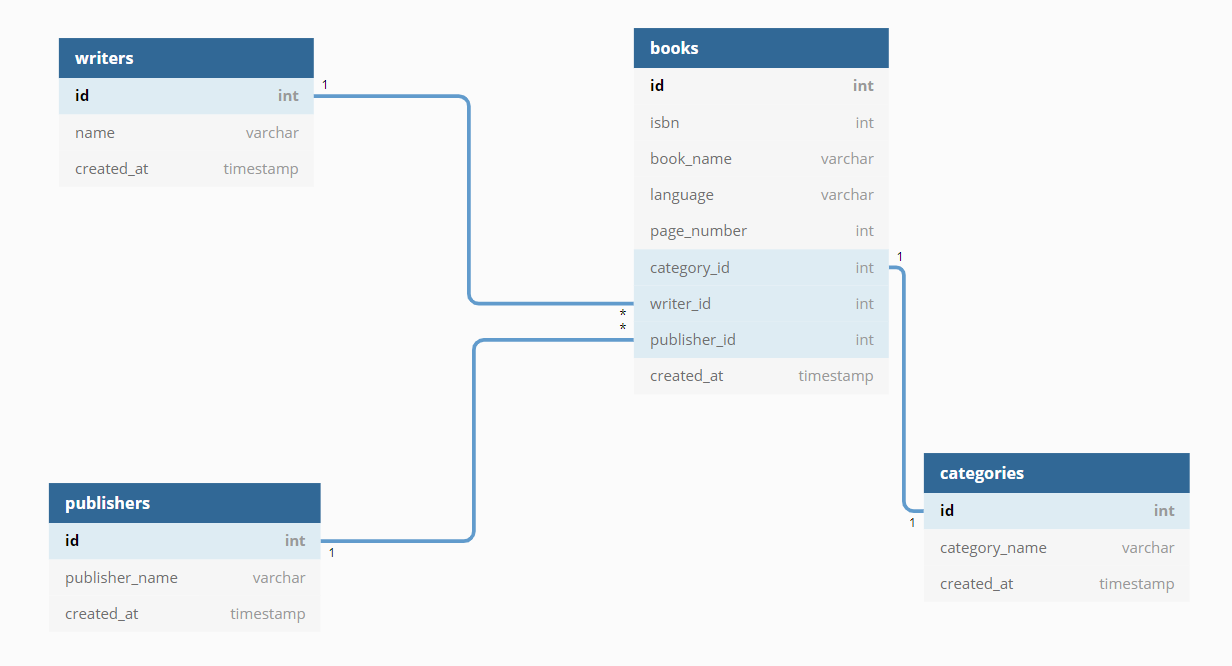 writers
id int
name varchar
created_at timestamp
1
books
id int
isbn int
book_name varchar
language varchar
page_number int
category_id int
writer_id int
publisher_id int
created_at timestamp
*
*
1
publishers
id int
publisher_name varchar
created_at timestamp
1
categories
id int
category_name varchar
created_at timestamp
1